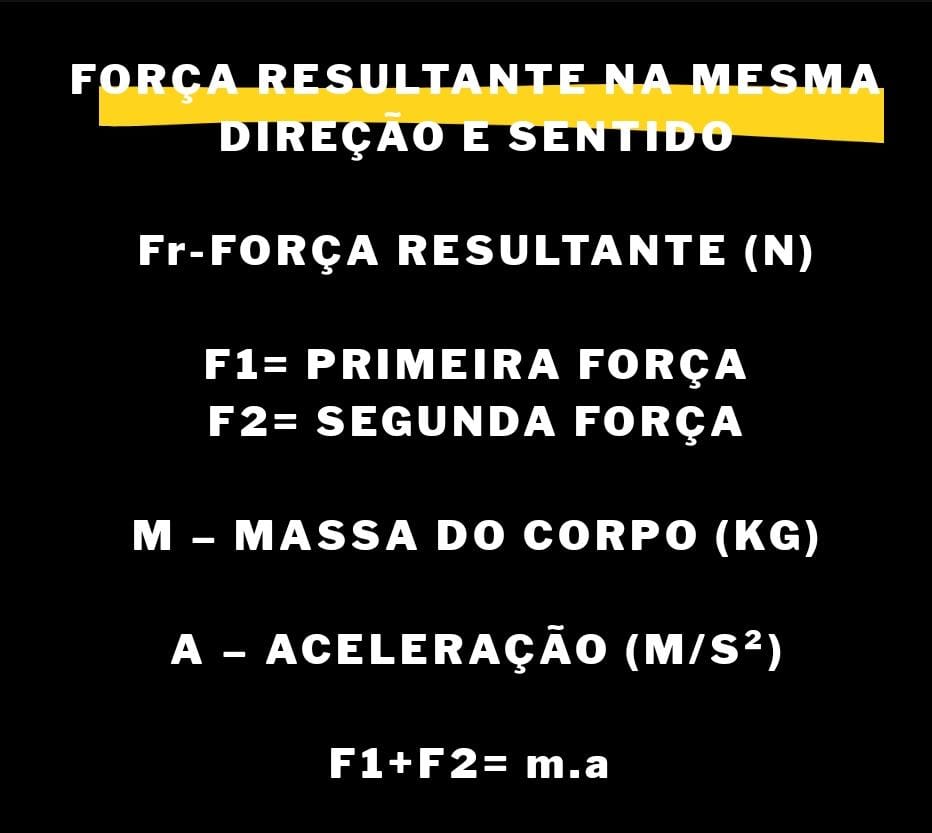 FORÇA RESULTANTE NA MESMA
DIREÇÃO E SENTIDO
Fr-FORÇA RESULTANTE (N)
F1= PRIMEIRA FORÇA
F2= SEGUNDA FORÇA
M – MASSA DO CORPO (KG)
A – ACELERAÇÃO (M/S²)
F1+F2= m.a